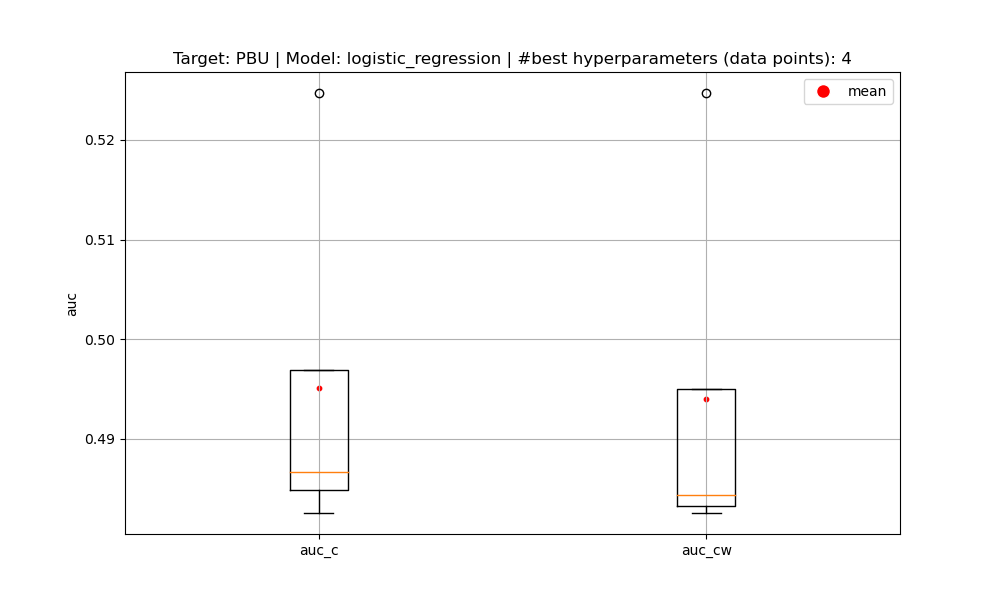 Target: PBU | Model: logistic_regression | #best hyperparameters (data points): 4
mean
0.52
0.51
0.50
0.49
auc
auc_c
auc_cw